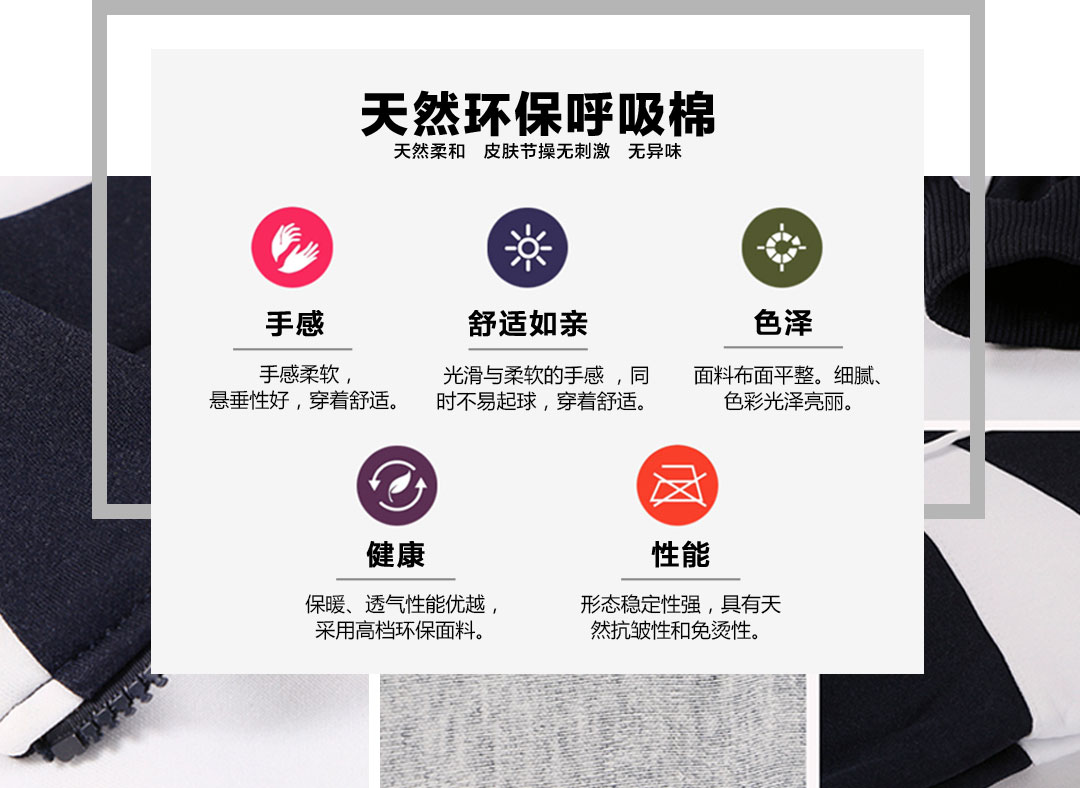 天然环保呼吸棉
天然柔和 皮肤节操无刺激 无异味
手感
手感柔软，
悬垂性好，穿着舒适。
舒适如亲
光滑与柔软的手感，同
时不易起球，穿着舒适。
色泽
面料布面平整。细腻、
色彩光泽亮丽。
健康
保暖、透气性能优越，
采用高档环保面料。
性能
形态稳定性强，具有天
然抗皱性和免烫性。